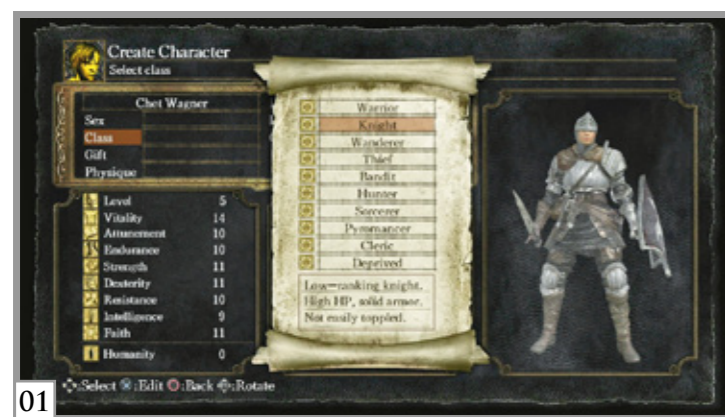 Create Character
Select class
Chet Wagner
Sex
Class
Gift
Physique
Level 5
Vitality 14
Attunement 10
Endurance 10
Strength 11
Dexterity 11
Resistance 10
Intelligence 9
Faith 11
Humanity 0
Warrior
Knight
Wanderer
Thief
Bandit
Hunter
Sorcerer
Pyromancer
Cleric
Deprived
Low-ranking knight.
High HP, solid armor.
Not easily toppled.
:Select :Edit :Back :Rotate
01